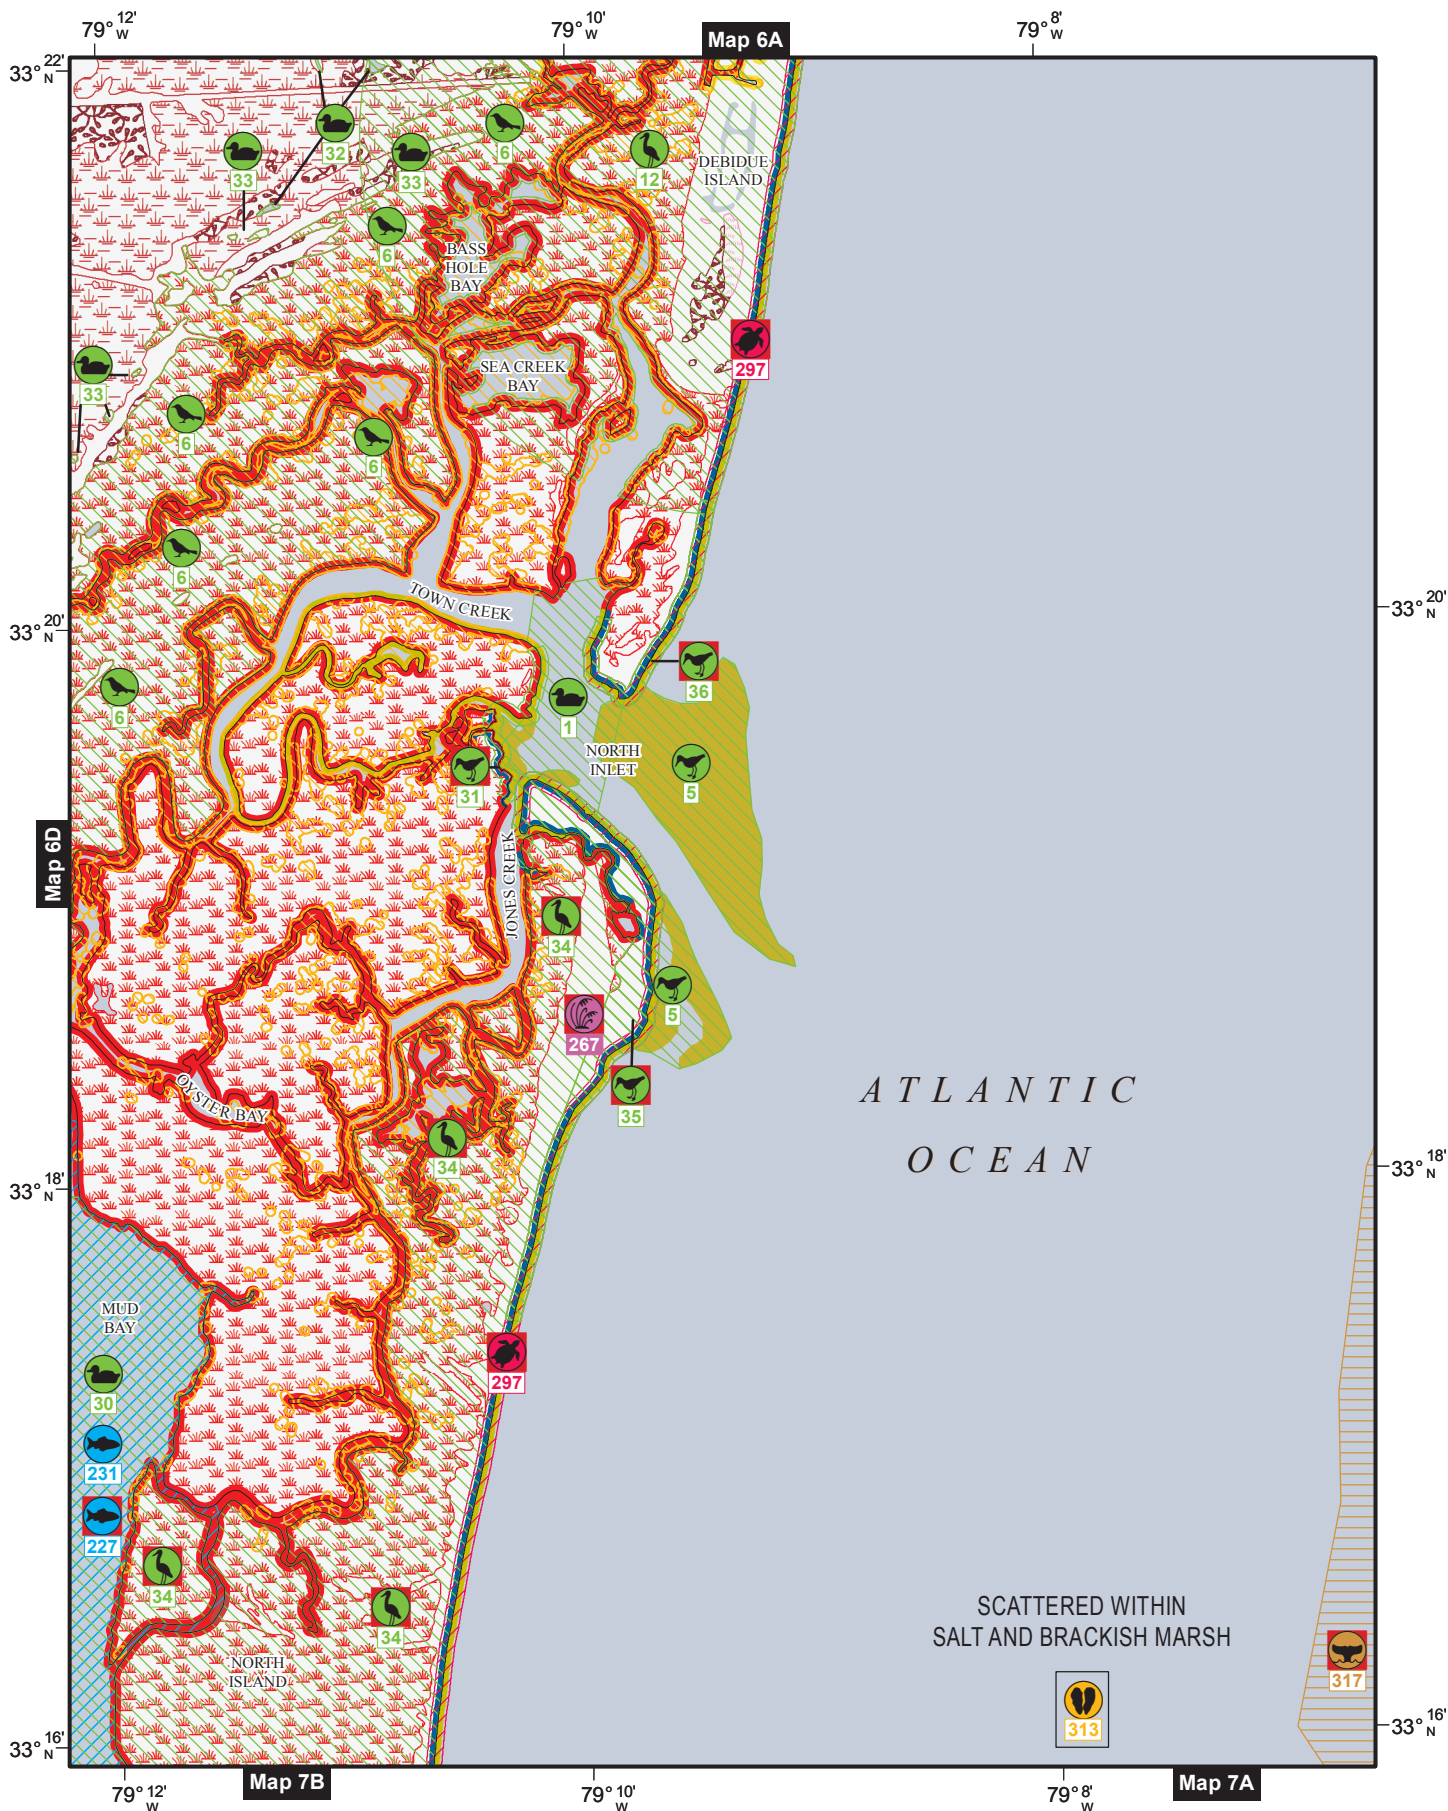 79° 12' W
79° 10' W
79° 8' W
Map 6A
33° 22' N
32
33
33
6
12
DEBIDUE
ISLAND
6
BASS
HOLE
BAY
297
SEA CREEK
BAY
33
6
6
6
TOWN CREEK
33° 20' N
33° 20' N
6
36
1
NORTH
INLET
31
5
Map 6D
JONES CREEK
34
5
267
35
OYSTER BAY
ATLANTIC
OCEAN
34
33° 18' N
33° 18' N
MUD
BAY
297
30
231
227
34
34
NORTH
ISLAND
SCATTERED WITHIN
SALT AND BRACKISH MARSH
313
317
33° 16' N
33° 16' N
Map 7B
Map 7A
79° 12' W
79° 10' W
79° 8' W